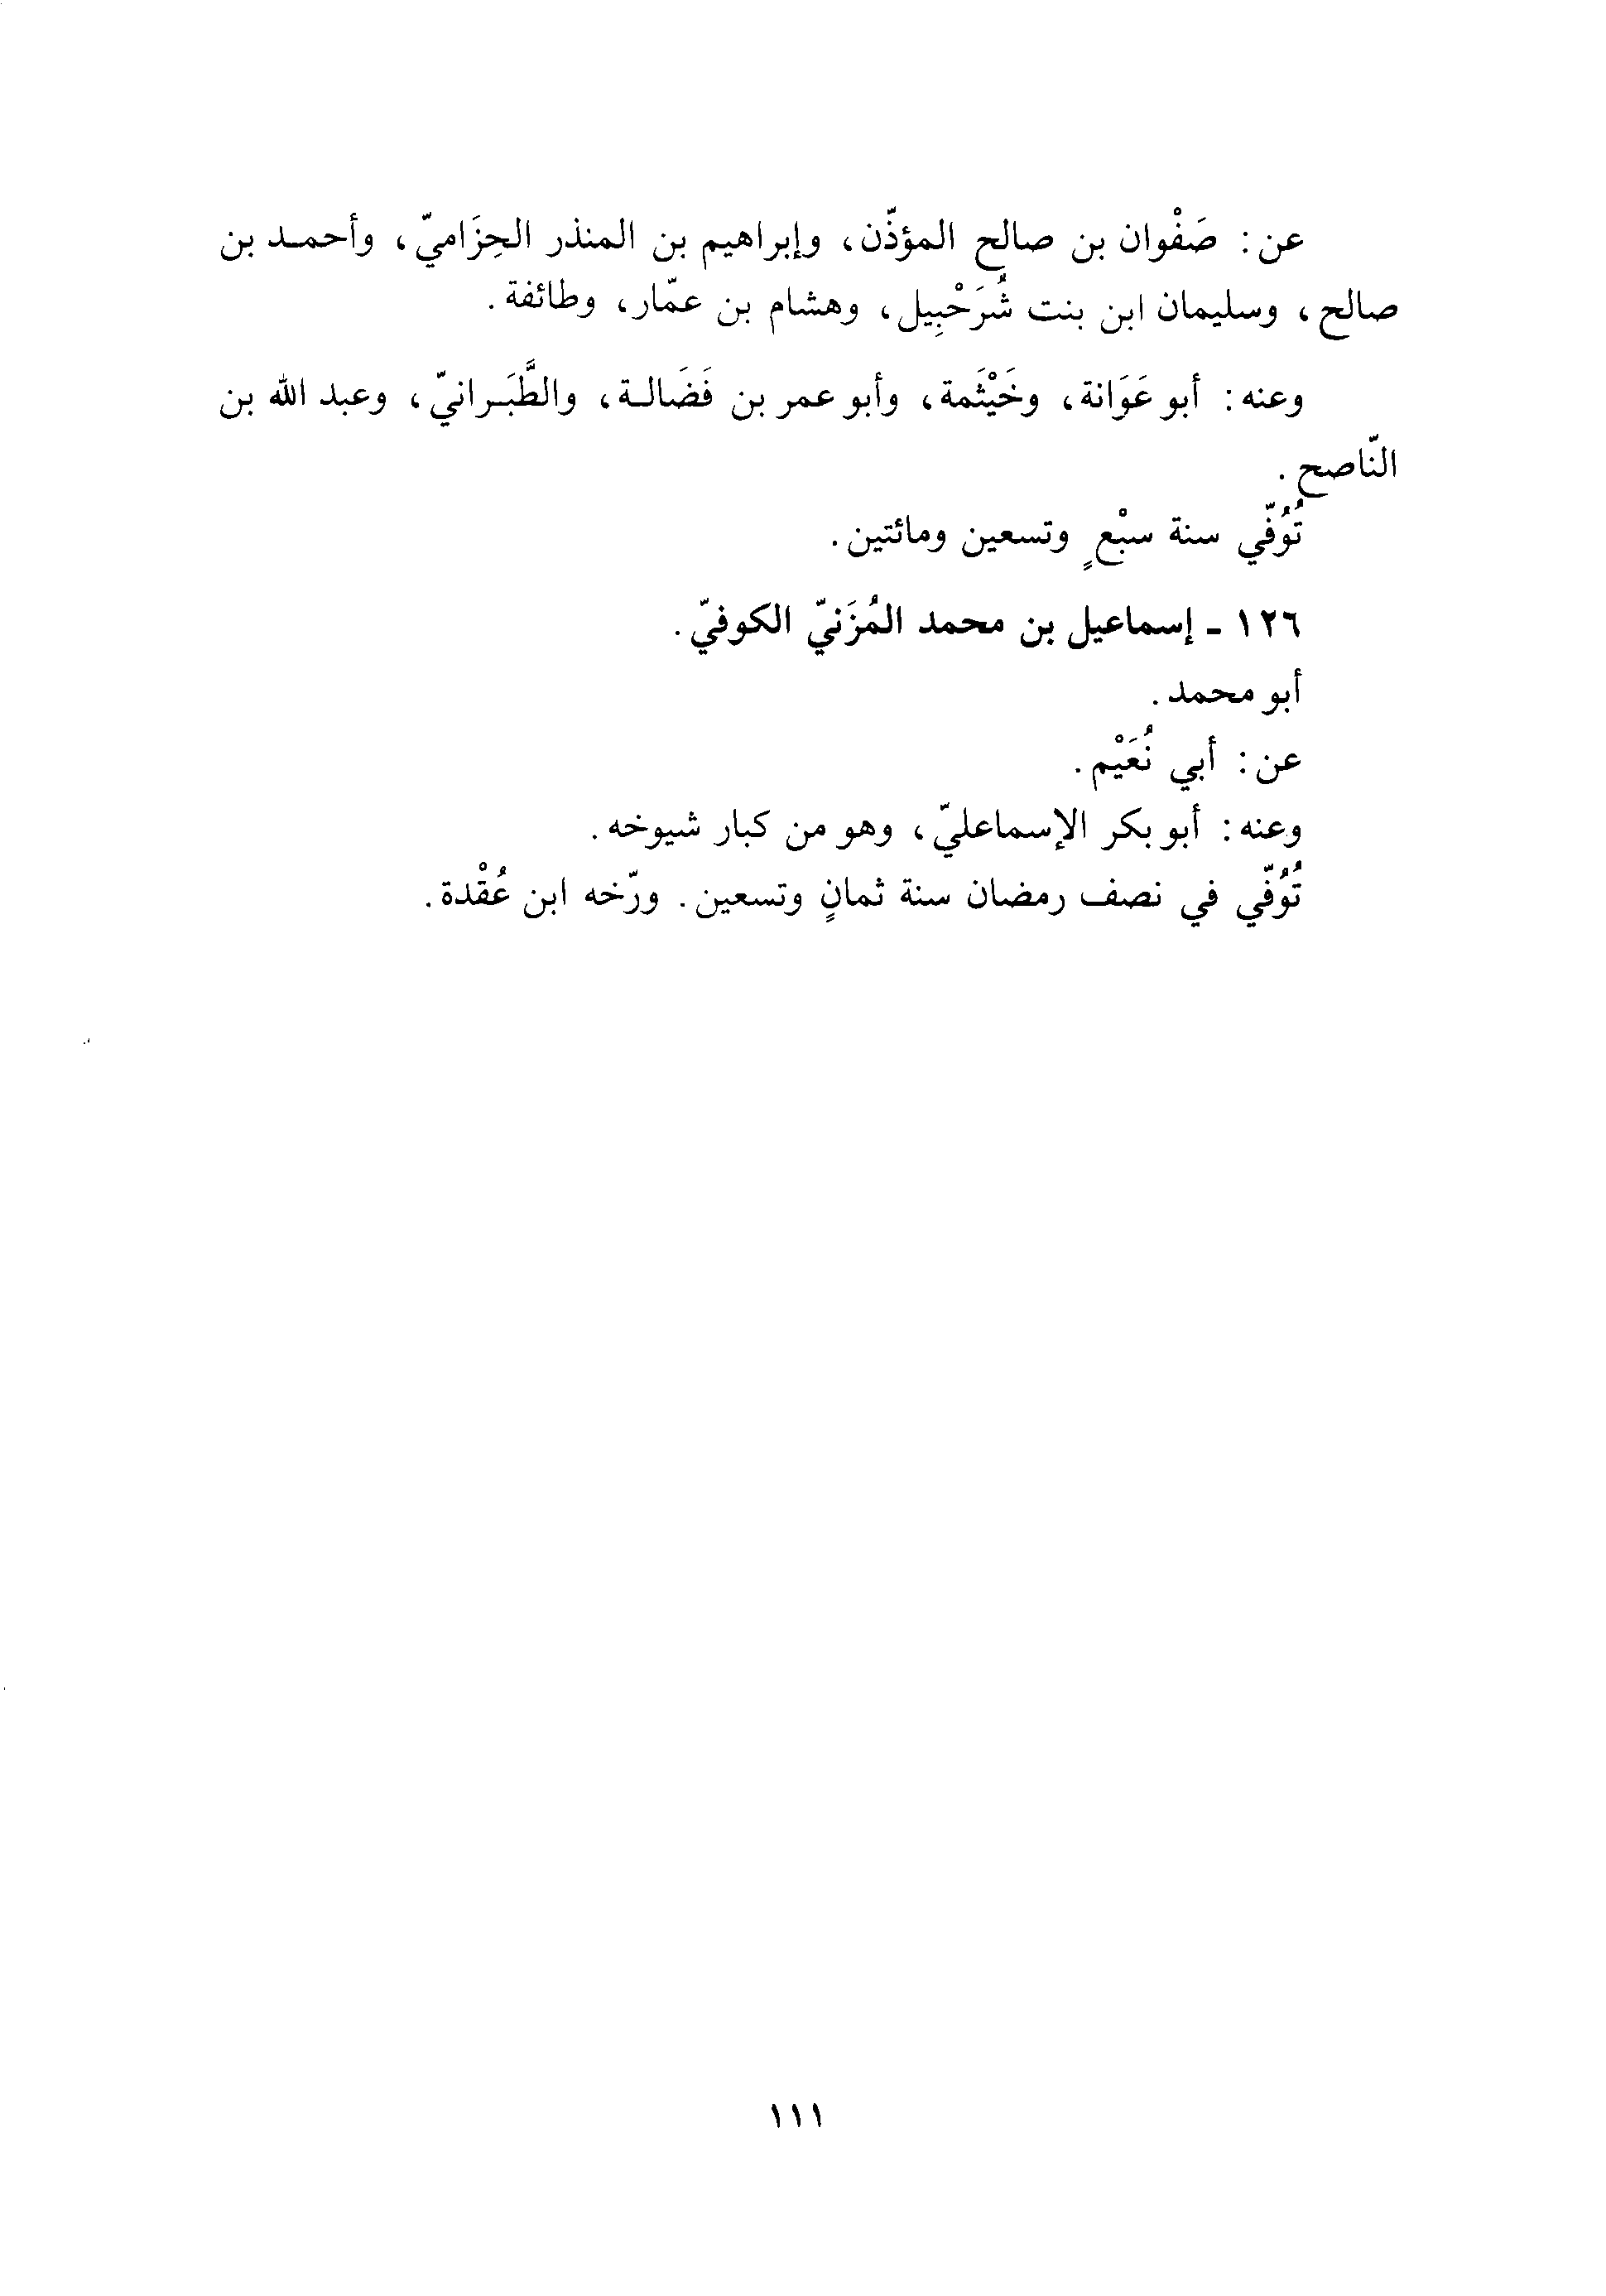 عن: صَفْوان بن صالح المؤذّن، وإبراهيم بن المنذر الحِزَاميّ، وأحمـد بن
صالح، وسليمان ابن بنت شُرَحْبِيل، وهشام بن عمّار، وطائفة.
وعنه: أبو عَوَانة، وخَيْثَمة، وأبو عمر بن فَضَالـة، والطَّبَـرانيّ، وعبد الله بن
النّاصح.
تُوُفّي سنة سبْعٍ وتسعين ومائتين.
١٢٦ ـ إسماعيل بن محمد المُزَنيّ الكوفيّ.
أبو محمد.
عن: أبي نُعَيْم.
وعنه: أبو بكر الإسماعليّ، وهو من كبار شيوخه.
تُوُفّي في نصف رمضان سنة ثمانٍ وتسعين. ورّخه ابن عُقْدة.
١١١